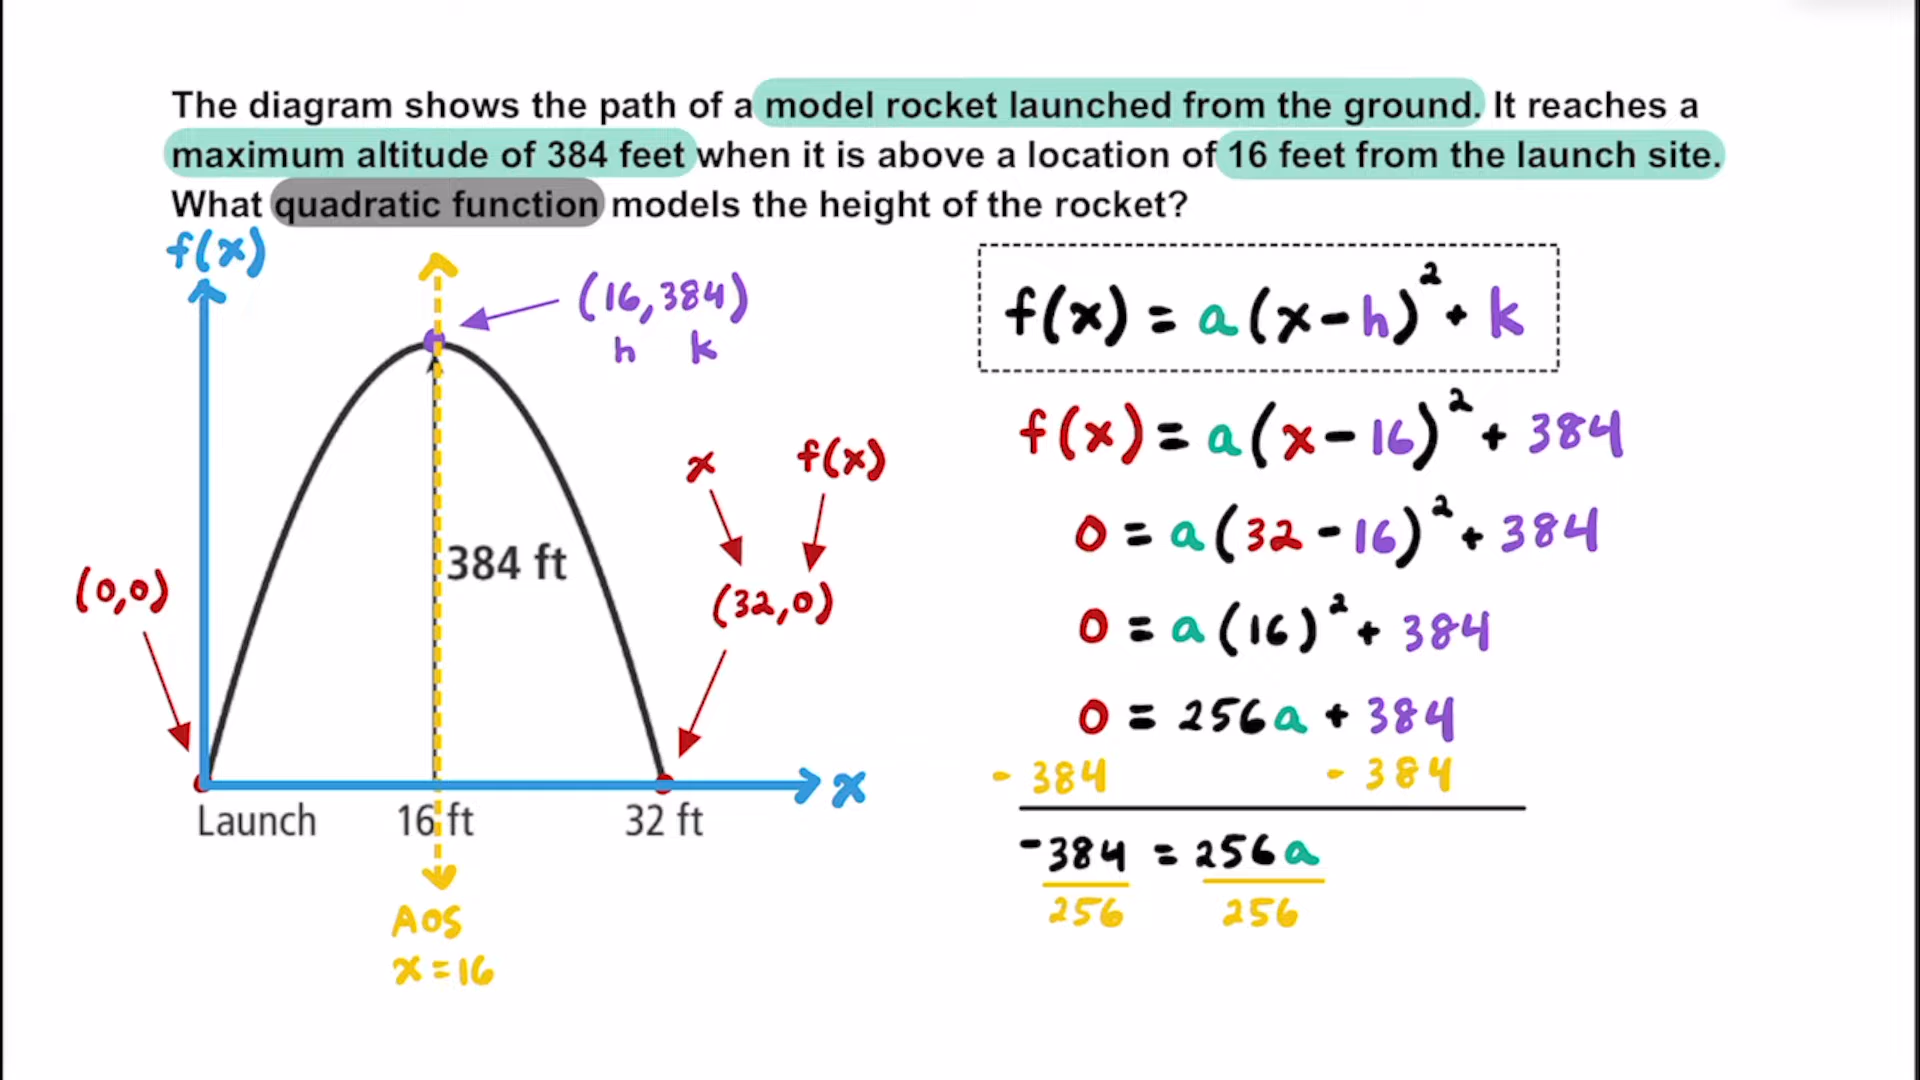 The diagram shows the path of a model rocket launched from the ground. It reaches a
maximum altitude of 384 feet when it is above a location of 16 feet from the launch site.
What quadratic function models the height of the rocket?
f(x)
(16,384)
h k
x f(x)
384 ft
(0,0)
(32,0)
x
Launch 16 ft 32 ft
AOS
x=16
f(x) = a(x-h)² + k
f(x) = a(x-16)² + 384
0 = a(32-16)² + 384
0 = a(16)² + 384
0 = 256a + 384
-384 -384
-384 = 256a
256 256